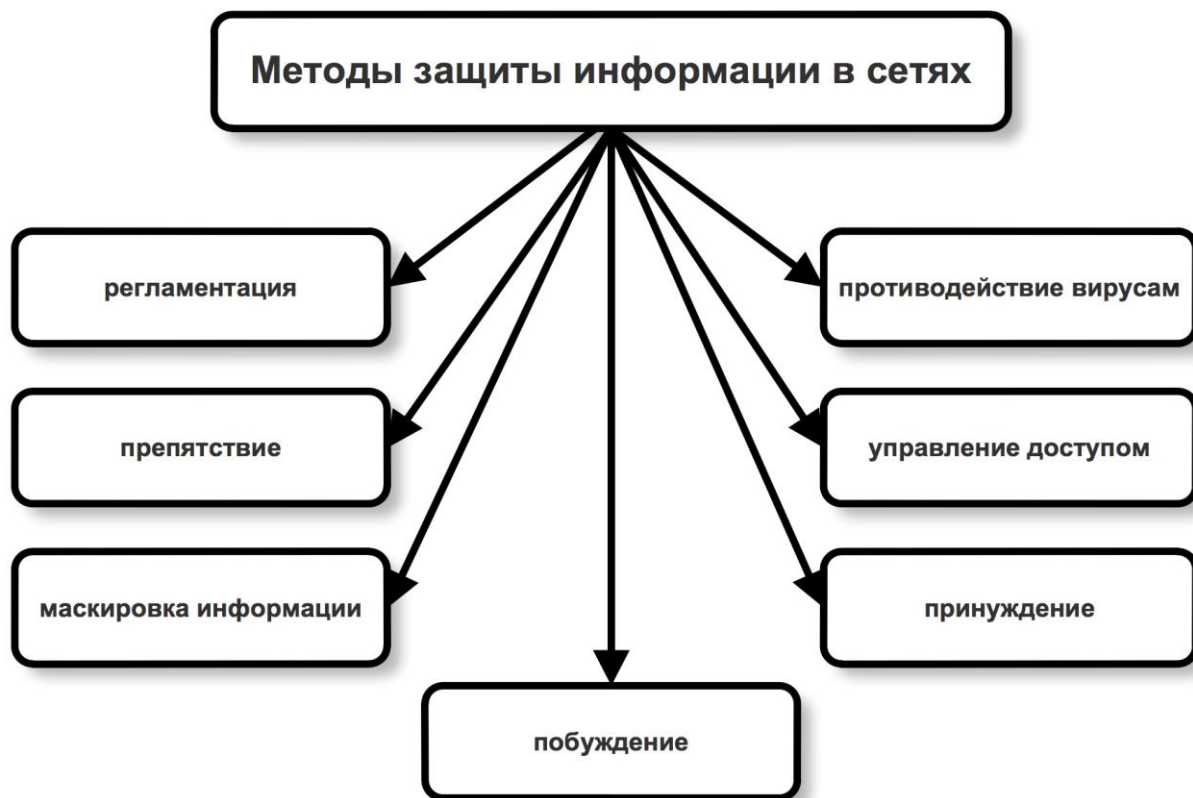 Методы защиты информации в сетях
регламентация
противодействие вирусам
препятствие
управление доступом
маскировка информации
принуждение
побуждение